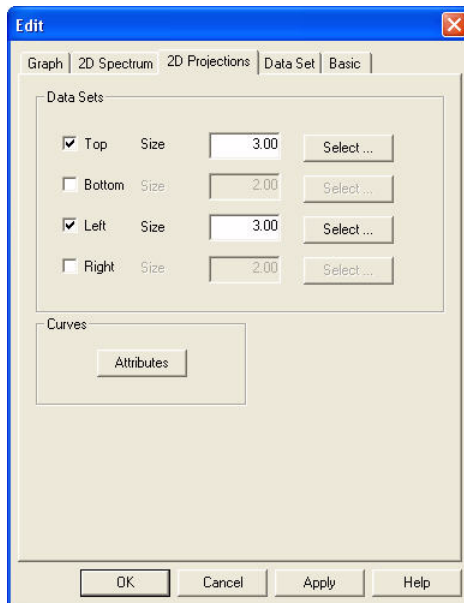 Edit
Graph 2D Spectrum 2D Projections Data Set Basic
Data Sets
Top Size 3.00 Select ...
Bottom Size 2.00 Select ...
Left Size 3.00 Select ...
Right Size 2.00 Select ...
Curves
Attributes
OK Cancel Apply Help